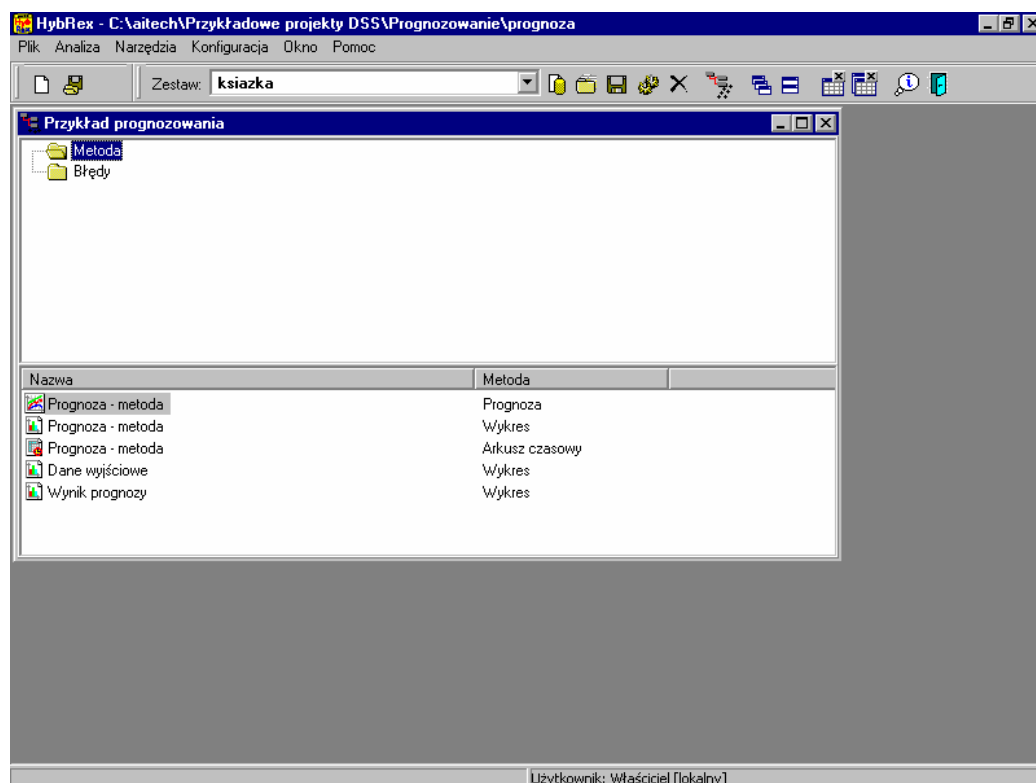 HybRex - C:\aitech\Przykładowe projekty DSS\Prognozowanie\prognoza
Plik Analiza Narzędzia Konfiguracja Okno Pomoc
Zestaw: ksiazka
Przykład prognozowania
Metoda
Błędy
Nazwa Metoda
Prognoza - metoda Prognoza
Prognoza - metoda Wykres
Prognoza - metoda Arkusz czasowy
Dane wyjściowe Wykres
Wynik prognozy Wykres
Użytkownik: Właściciel [lokalny]